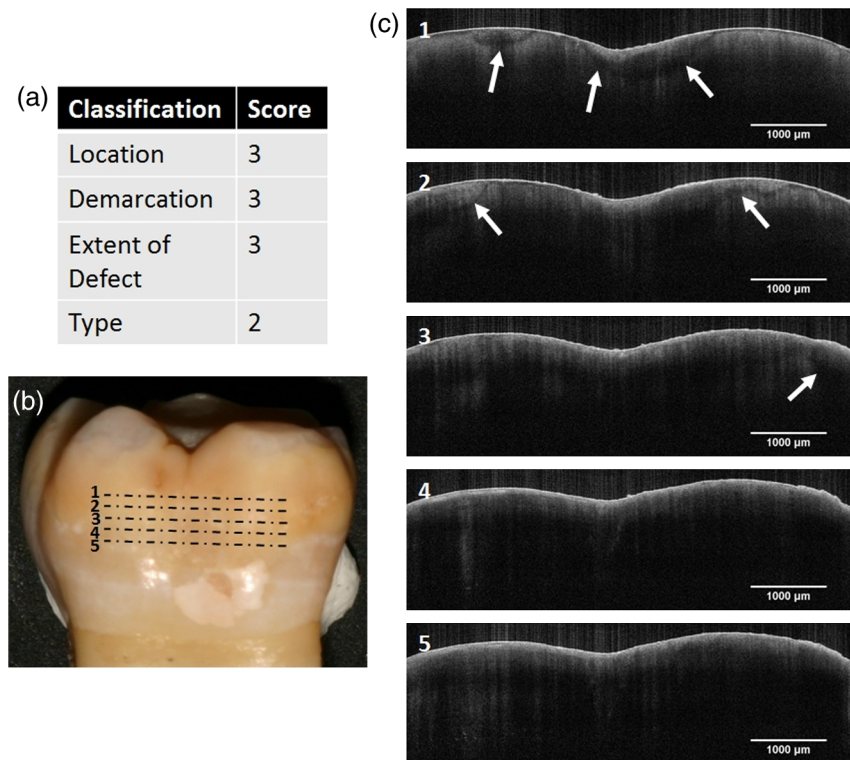 (a)
Classification Score
Location 3
Demarcation 3
Extent of 3
Defect
Type 2
(b)
1
2
3
4
5
(c)
1
1000 µm
2
1000 µm
3
1000 µm
4
1000 µm
5
1000 µm